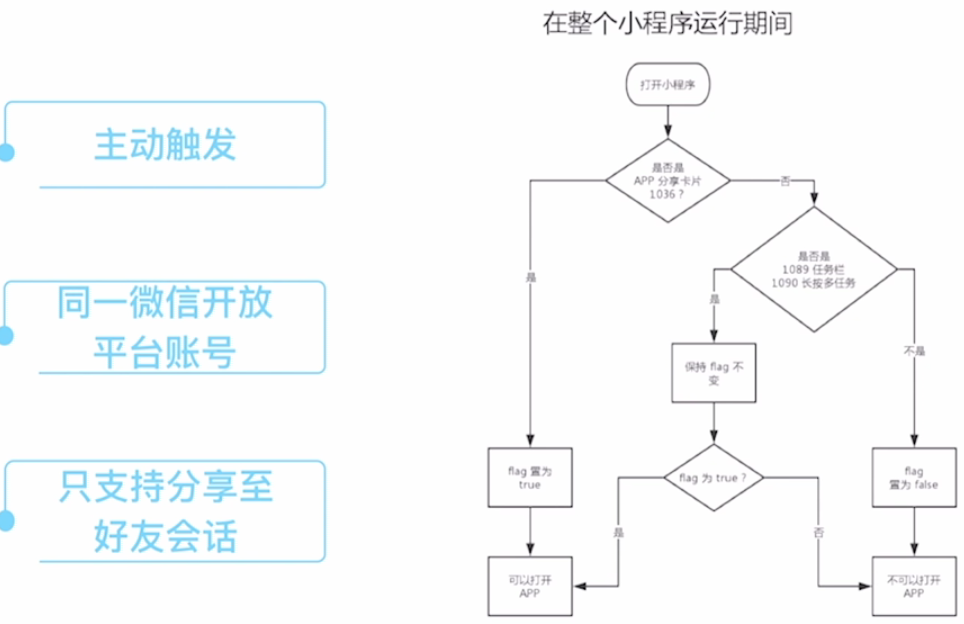 在整个小程序运行期间
主动触发
同一微信开放
平台账号
只支持分享至
好友会话
打开小程序
是否是
APP 分享卡片
1036？
否
是
是否是
1089 任务栏
1090 长按多任务
是
不是
保持 flag 不
变
flag 置为
true
flag 为 true？
flag
置为 false
是
否
可以打开
APP
不可以打开
APP